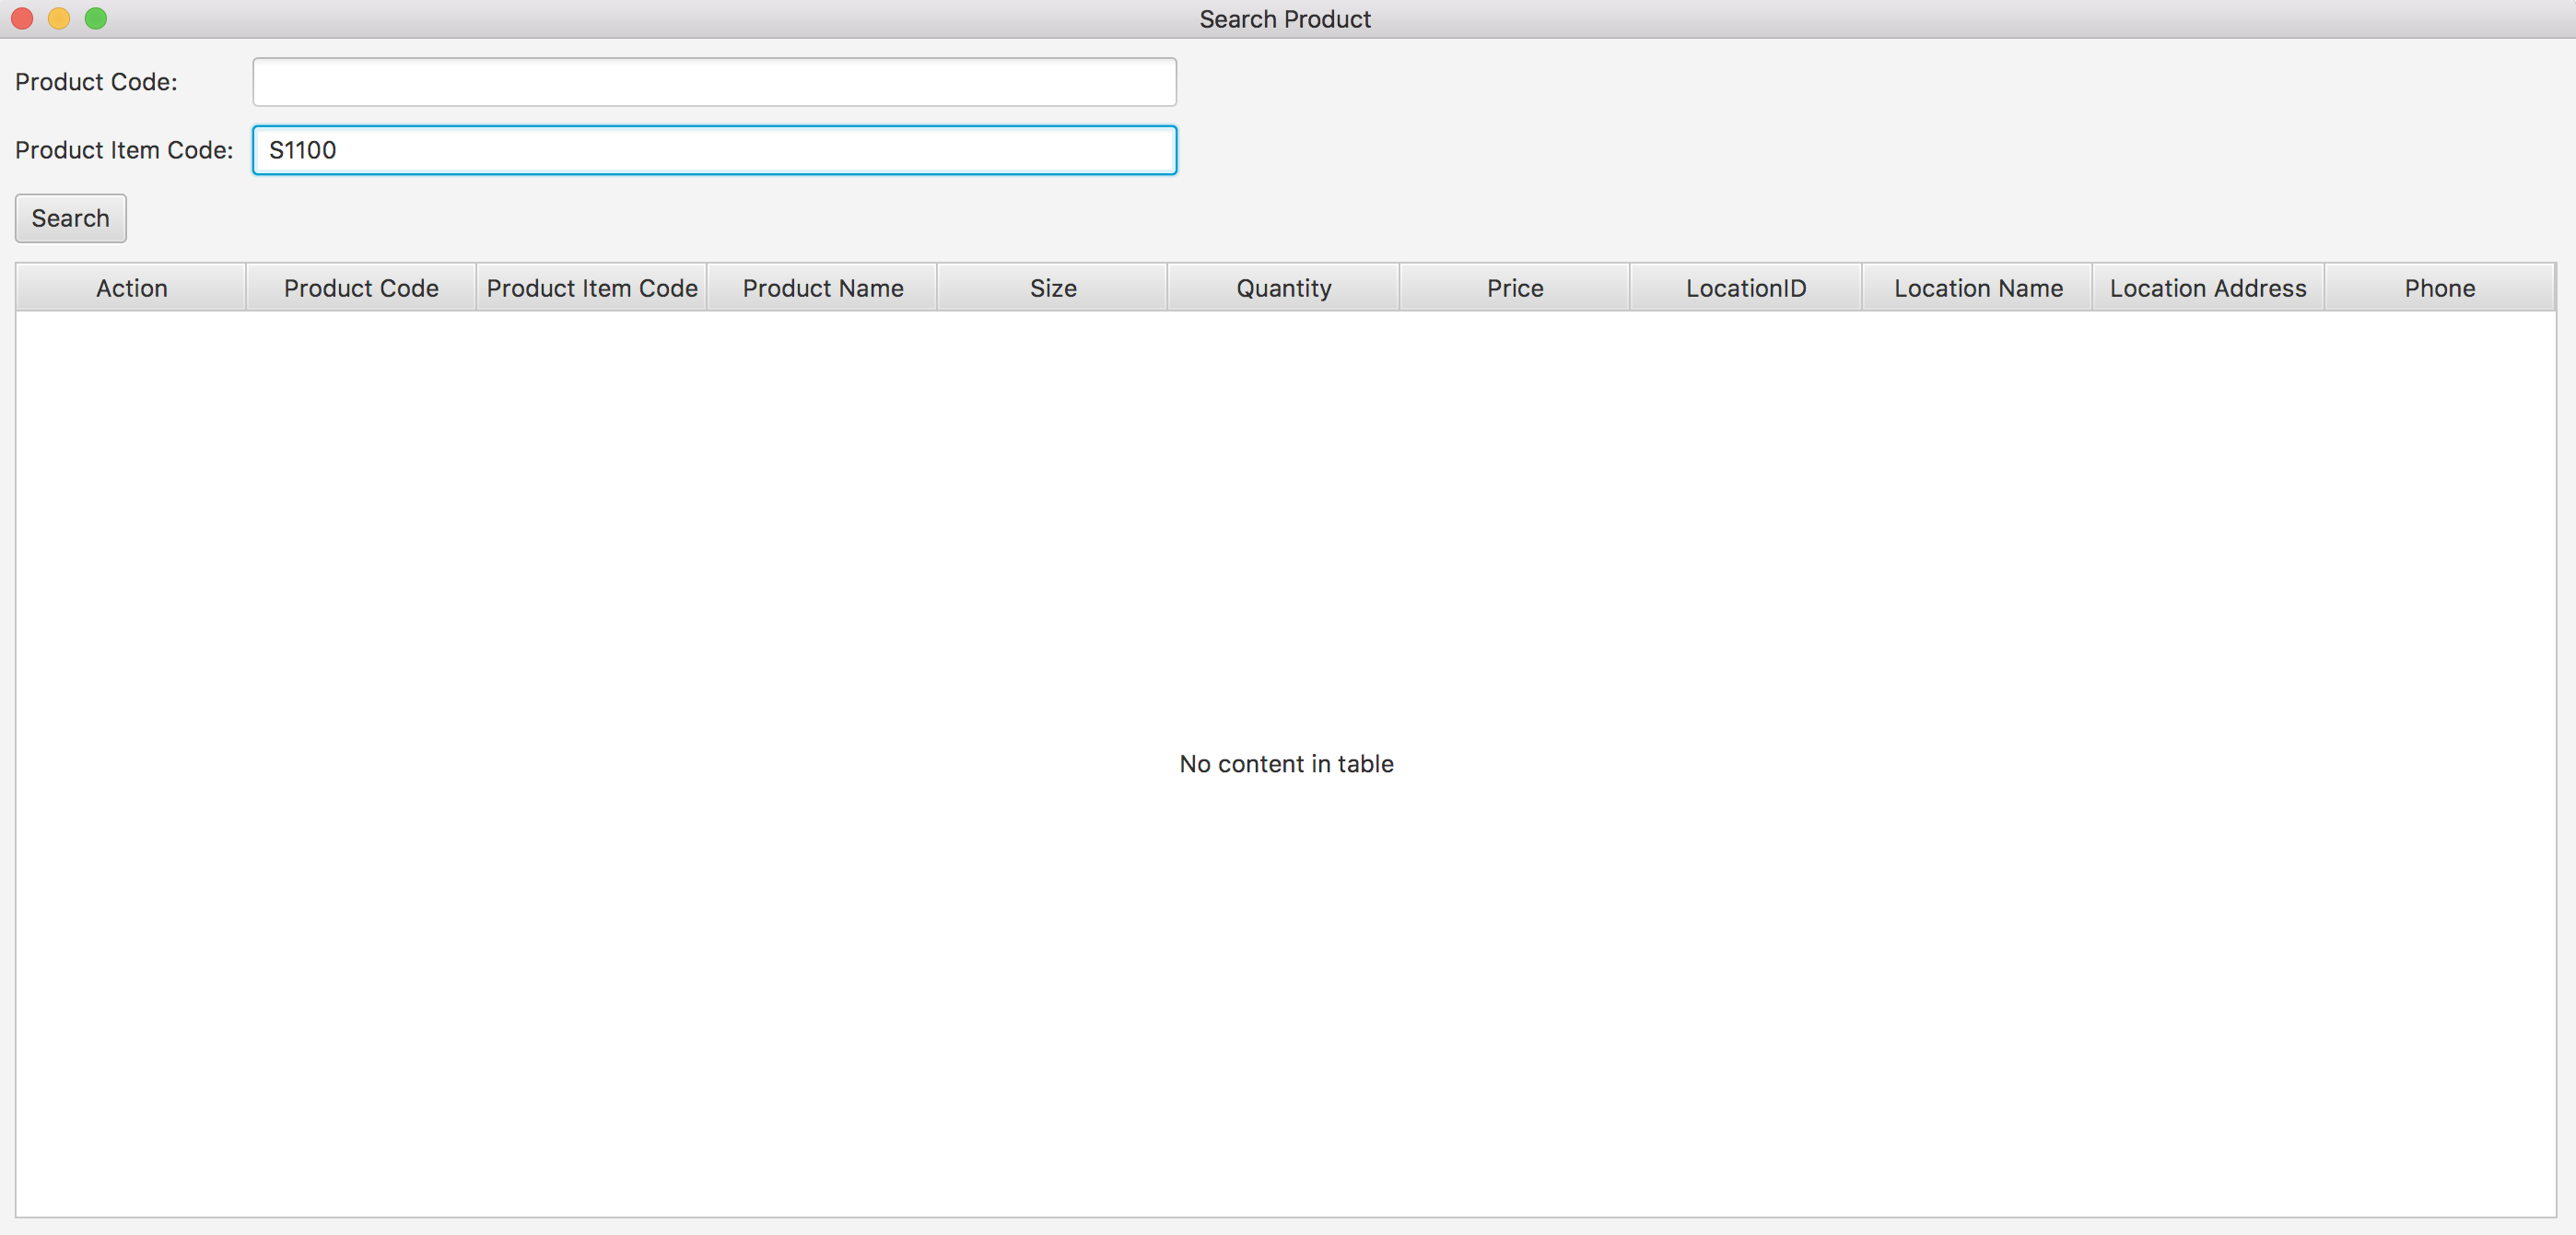 Search Product
Product Code:
Product Item Code: S1100
Search
Action Product Code Product Item Code Product Name Size Quantity Price LocationID Location Name Location Address Phone
No content in table